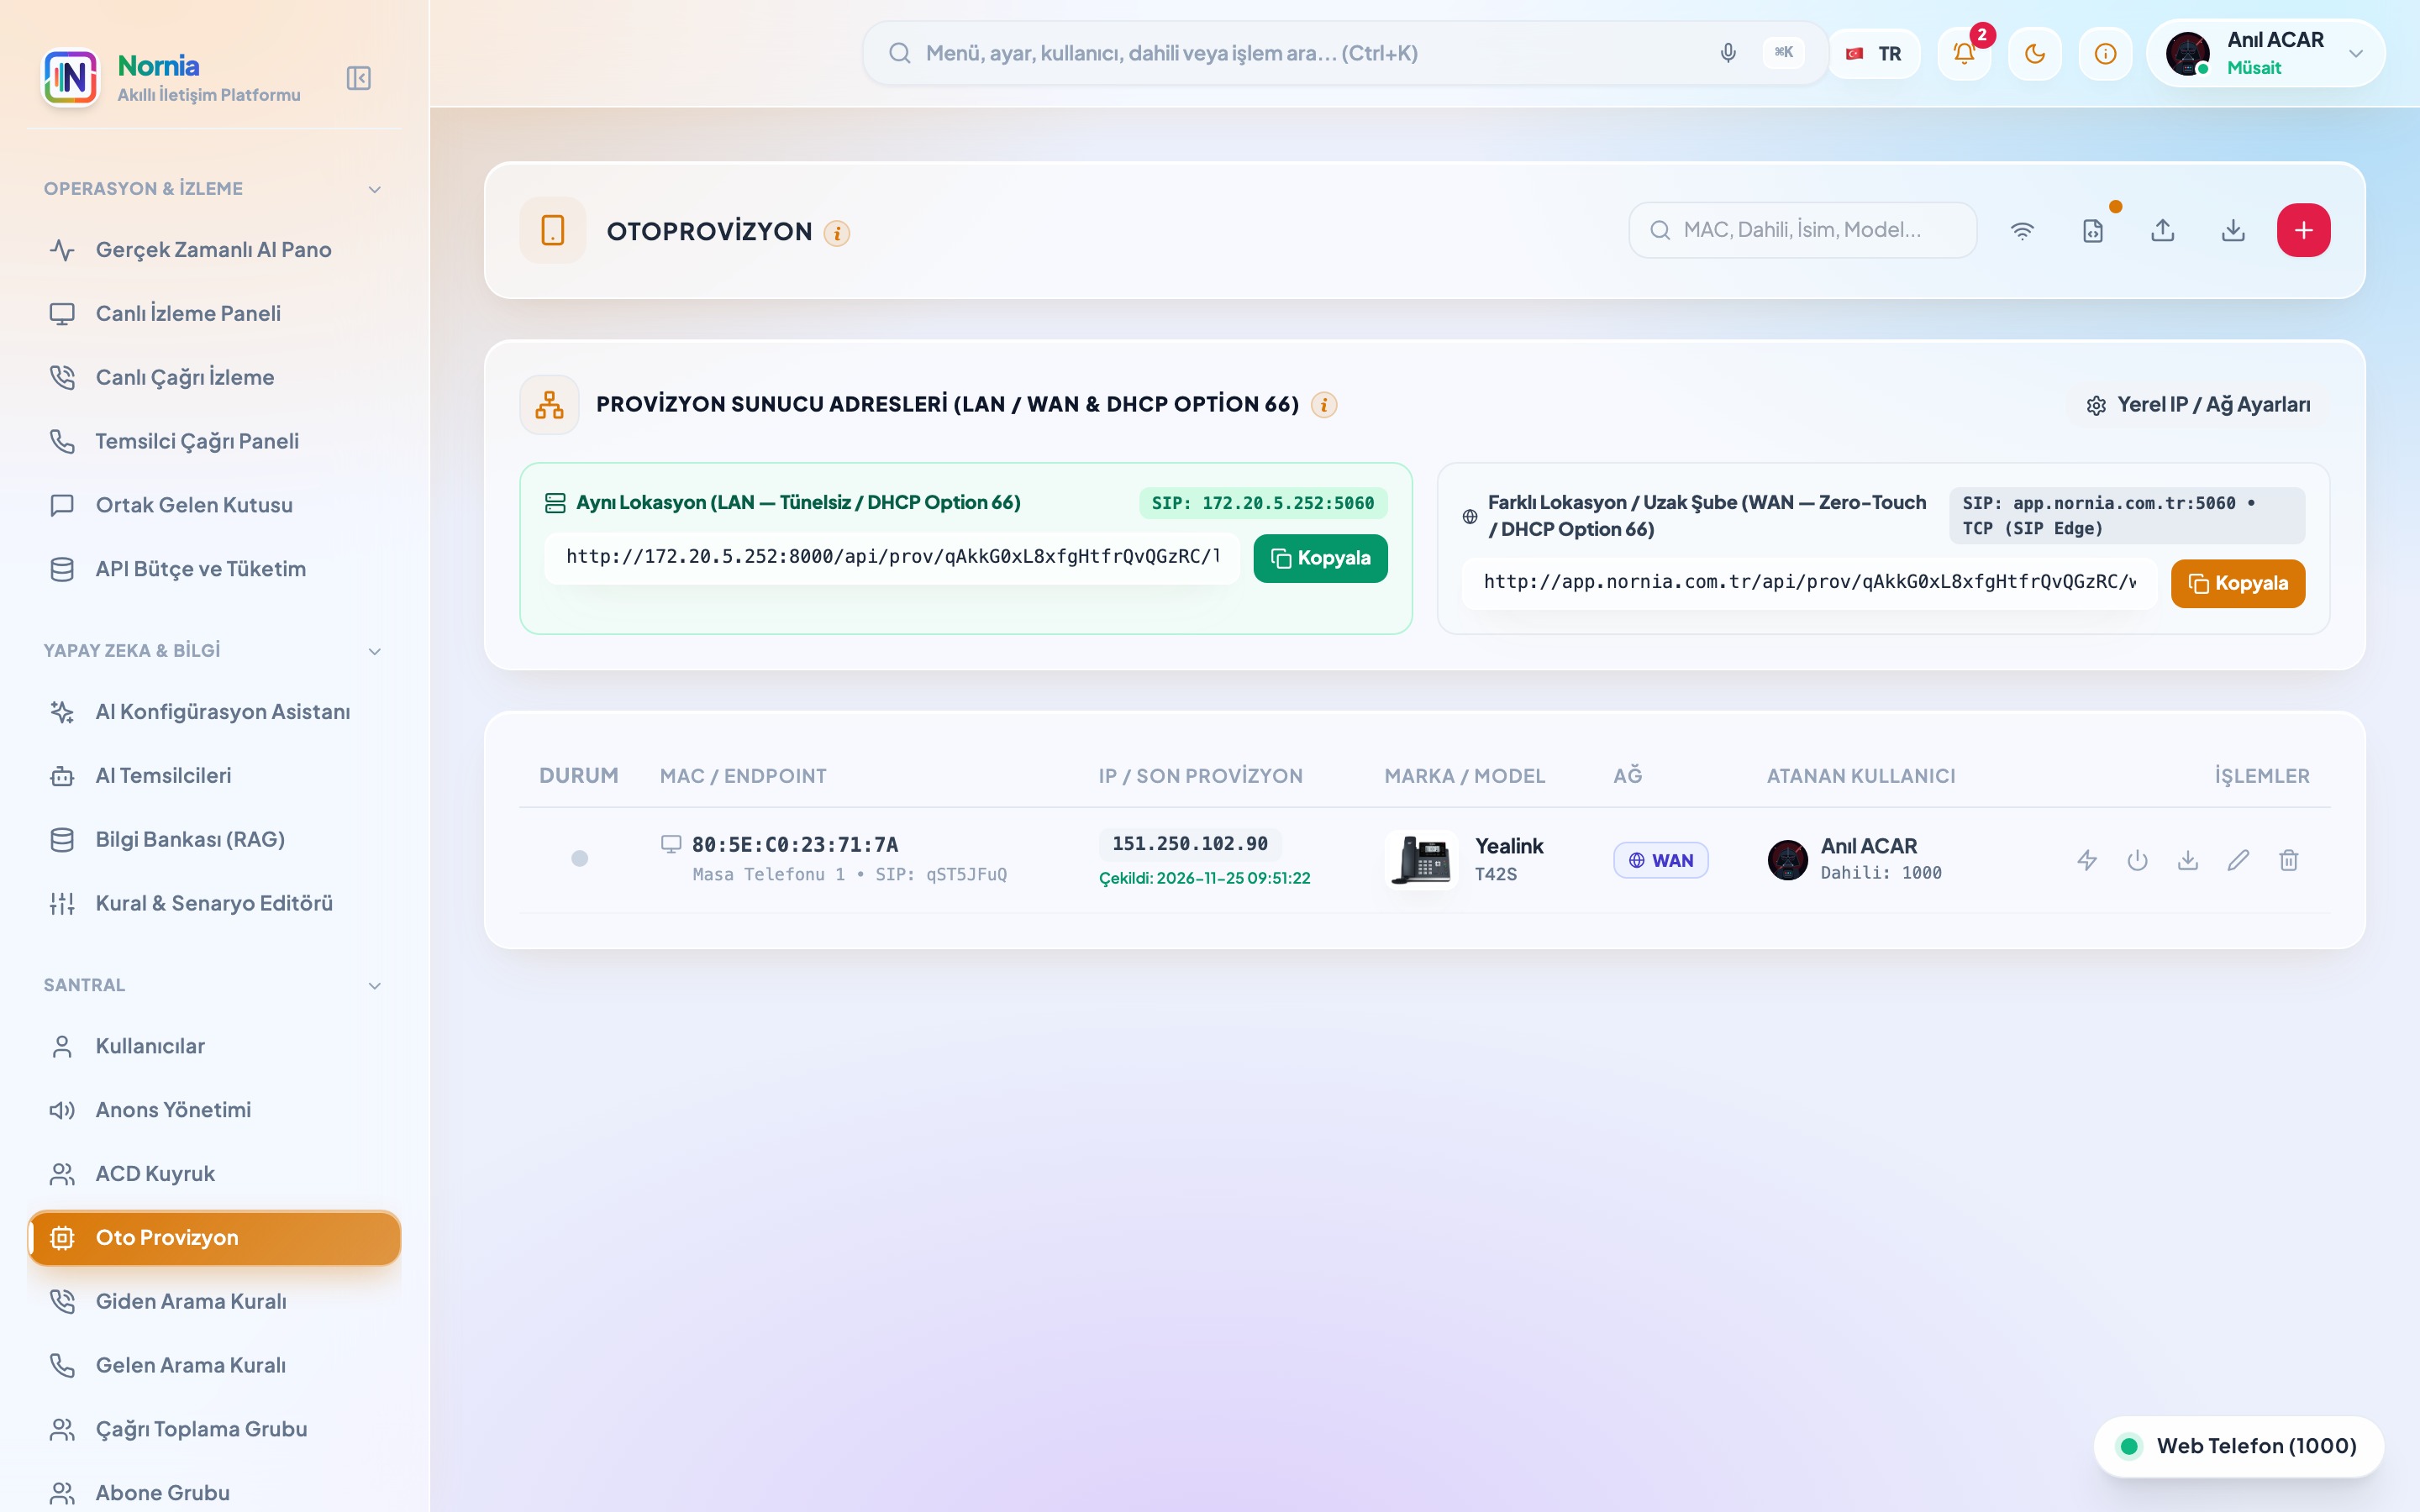 Nornia
Akıllı İletişim Platformu
Menü, ayar, kullanıcı, dahili veya işlem ara... (Ctrl+K)
⌘K
TR
2
Anıl ACAR
Müsait
OPERASYON & İZLEME
Gerçek Zamanlı AI Pano
Canlı İzleme Paneli
Canlı Çağrı İzleme
Temsilci Çağrı Paneli
Ortak Gelen Kutusu
API Bütçe ve Tüketim
YAPAY ZEKA & BİLGİ
AI Konfigürasyon Asistanı
AI Temsilcileri
Bilgi Bankası (RAG)
Kural & Senaryo Editörü
SANTRAL
Kullanıcılar
Anons Yönetimi
ACD Kuyruk
Oto Provizyon
Giden Arama Kuralı
Gelen Arama Kuralı
Çağrı Toplama Grubu
Abone Grubu
OTOPROVİZYON
MAC, Dahili, İsim, Model...
PROVİZYON SUNUCU ADRESLERİ (LAN / WAN & DHCP OPTİON 66)
Yerel IP / Ağ Ayarları
Aynı Lokasyon (LAN — Tünelsiz / DHCP Option 66)
SIP: 172.20.5.252:5060
http://172.20.5.252:8000/api/prov/qAkkG0xL8xfgHtfrQvQGzRC/l
Kopyala
Farklı Lokasyon / Uzak Şube (WAN — Zero-Touch
/ DHCP Option 66)
SIP: app.nornia.com.tr:5060 •
TCP (SIP Edge)
http://app.nornia.com.tr/api/prov/qAkkG0xL8xfgHtfrQvQGzRC/w
Kopyala
DURUM
MAC / ENDPOINT
IP / SON PROVİZYON
MARKA / MODEL
AĞ
ATANAN KULLANICI
İŞLEMLER
80:5E:C0:23:71:7A
Masa Telefonu 1 • SIP: qST5JFuQ
151.250.102.90
Çekildi: 2026-11-25 09:51:22
Yealink
T42S
WAN
Anıl ACAR
Dahili: 1000
Web Telefon (1000)